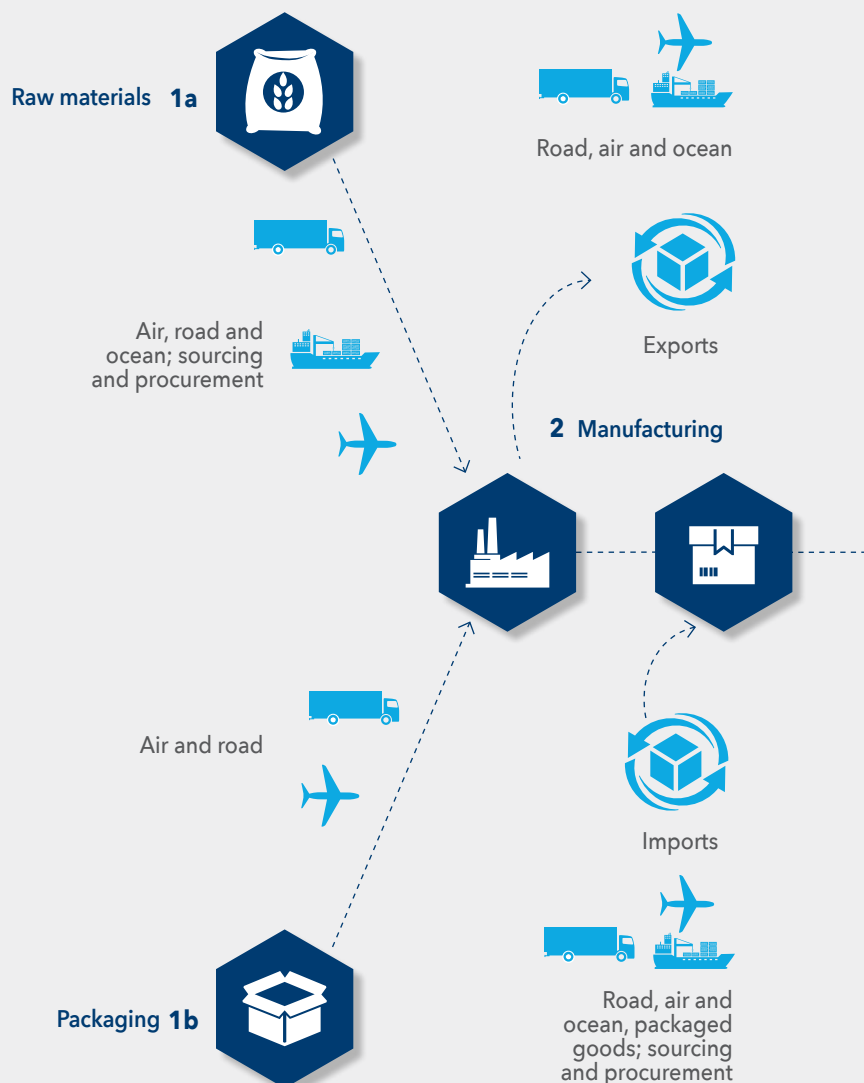 Raw materials 1a
Road, air and ocean
Air, road and
ocean; sourcing
and procurement
Exports
2 Manufacturing
Air and road
Imports
Packaging 1b
Road, air and
ocean, packaged
goods; sourcing
and procurement